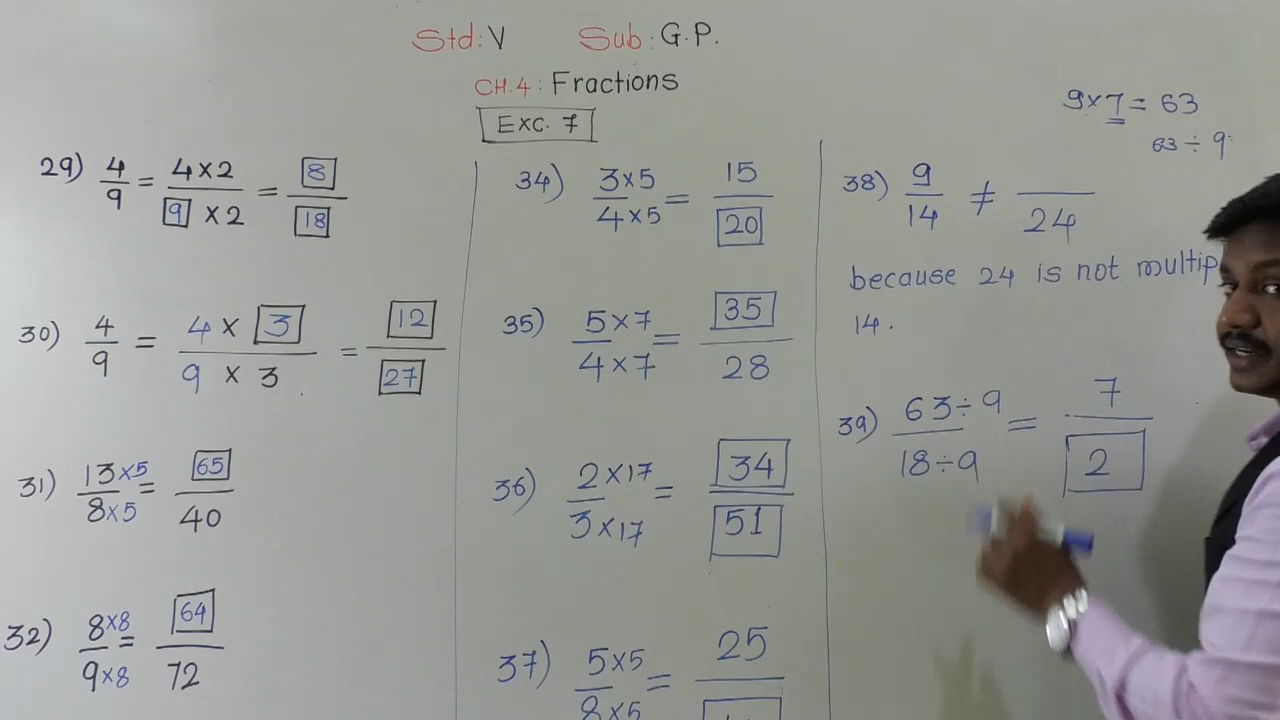 Std: V Sub: G.P.
CH.4: Fractions
Exc. 7
29) 4/9 = 4×2/9×2 = 8/18
30) 4/9 = 4×3/9×3 = 12/27
31) 13×5/8×5 = 65/40
32) 8×8/9×8 = 64/72
34) 3×5/4×5 = 15/20
35) 5×7/4×7 = 35/28
36) 2×17/3×17 = 34/51
37) 5×5/8×5 = 25/
9×7 = 63
63 ÷ 9
38) 9/14 ≠ /24
because 24 is not multip
14.
39) 63÷9/18÷9 = 7/2